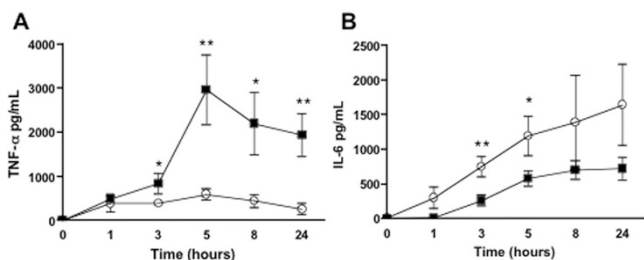 A
TNF-α pg/mL
4000
3000
2000
1000
0
**
*
*
**
0 1 3 5 8 24
Time (hours)
B
IL-6 pg/mL
2500
2000
1500
1000
500
0
**
*
0 1 3 5 8 24
Time (hours)